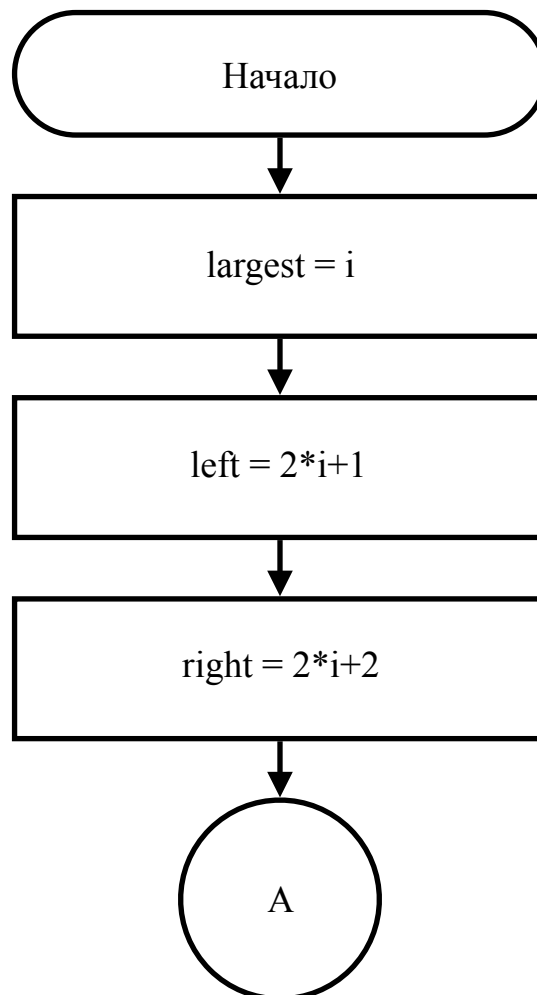 Начало
largest = i
left = 2*i+1
right = 2*i+2
A